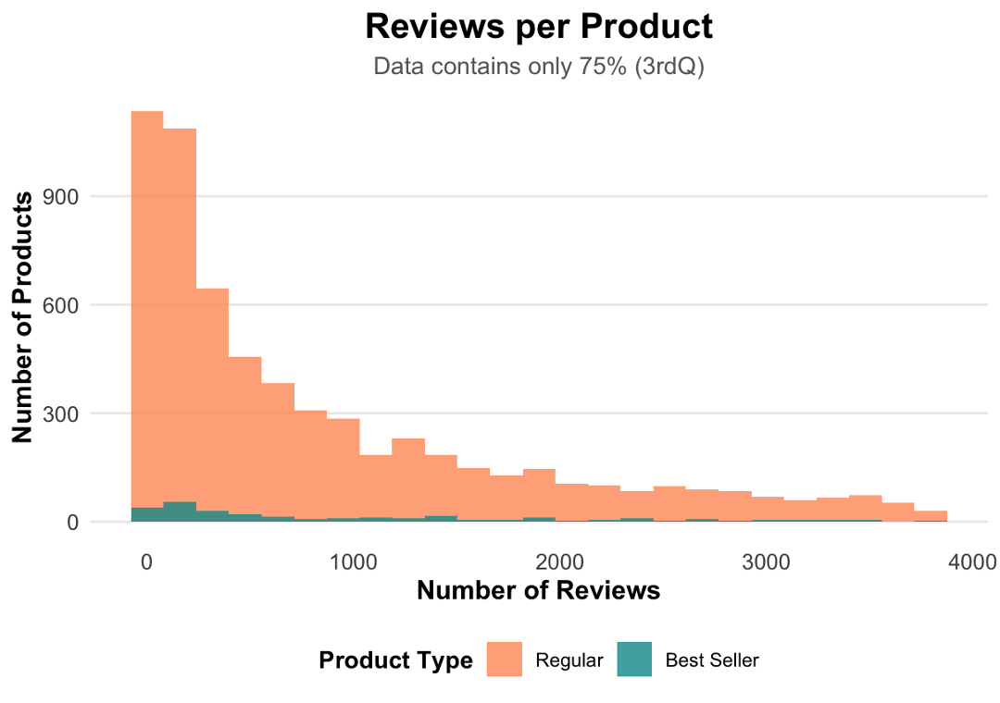 Reviews per Product
Data contains only 75% (3rdQ)
Number of Products
900
600
300
0
0 1000 2000 3000 4000
Number of Reviews
Product Type Regular Best Seller